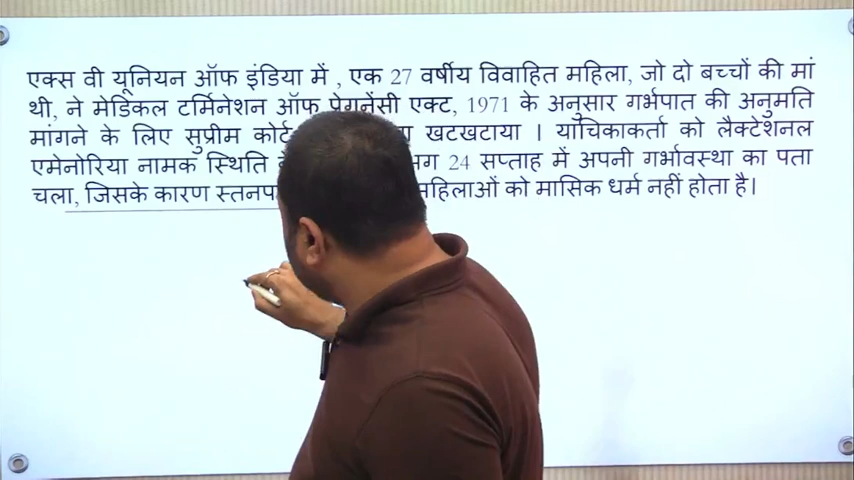 एक्स वी यूनियन ऑफ इंडिया में , एक 27 वर्षीय विवाहित महिला, जो दो बच्चों की मां
थी, ने मेडिकल टर्मिनेशन ऑफ प्रेगनेंसी एक्ट, 1971 के अनुसार गर्भपात की अनुमति
मांगने के लिए सुप्रीम कोर्ट खटखटाया । याचिकाकर्ता को लैक्टेशनल
एमेनोरिया नामक स्थिति 24 सप्ताह में अपनी गर्भावस्था का पता
चला, जिसके कारण महिलाओं को मासिक धर्म नहीं होता है।